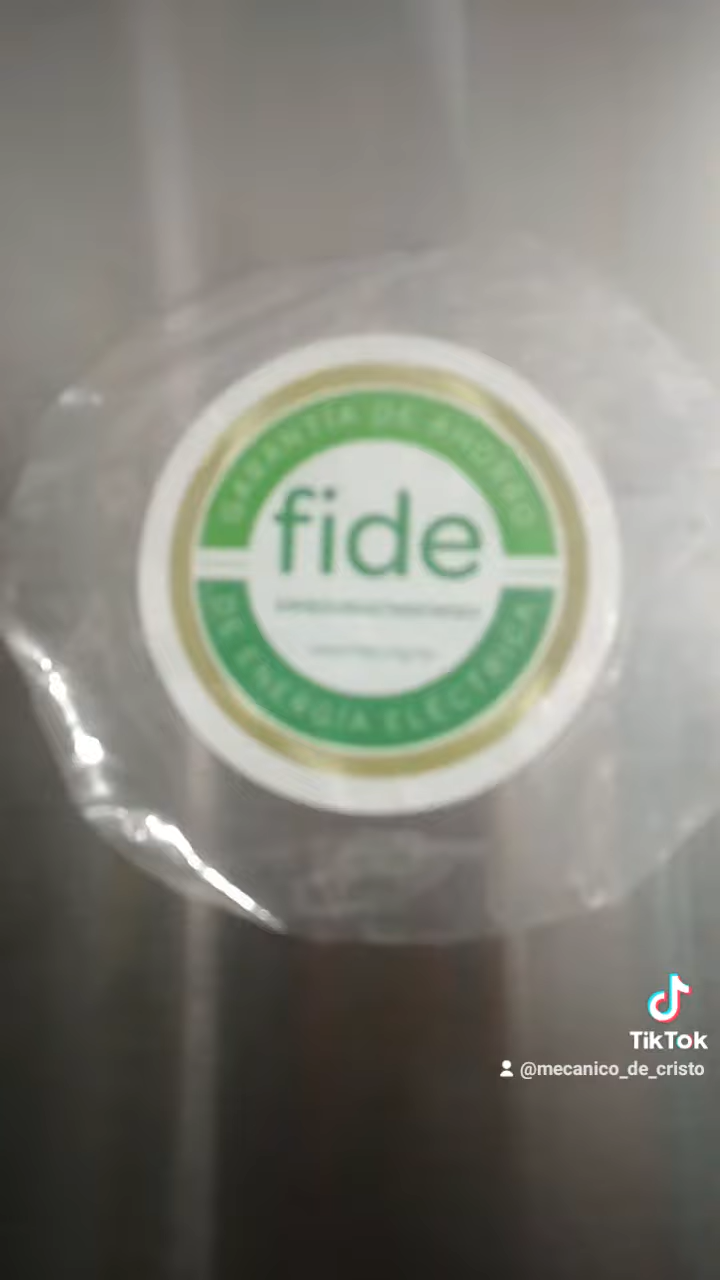 GARANTÍA DE AHORRO
fide
DE ENERGÍA ELÉCTRICA
TikTok
@mecanico_de_cristo